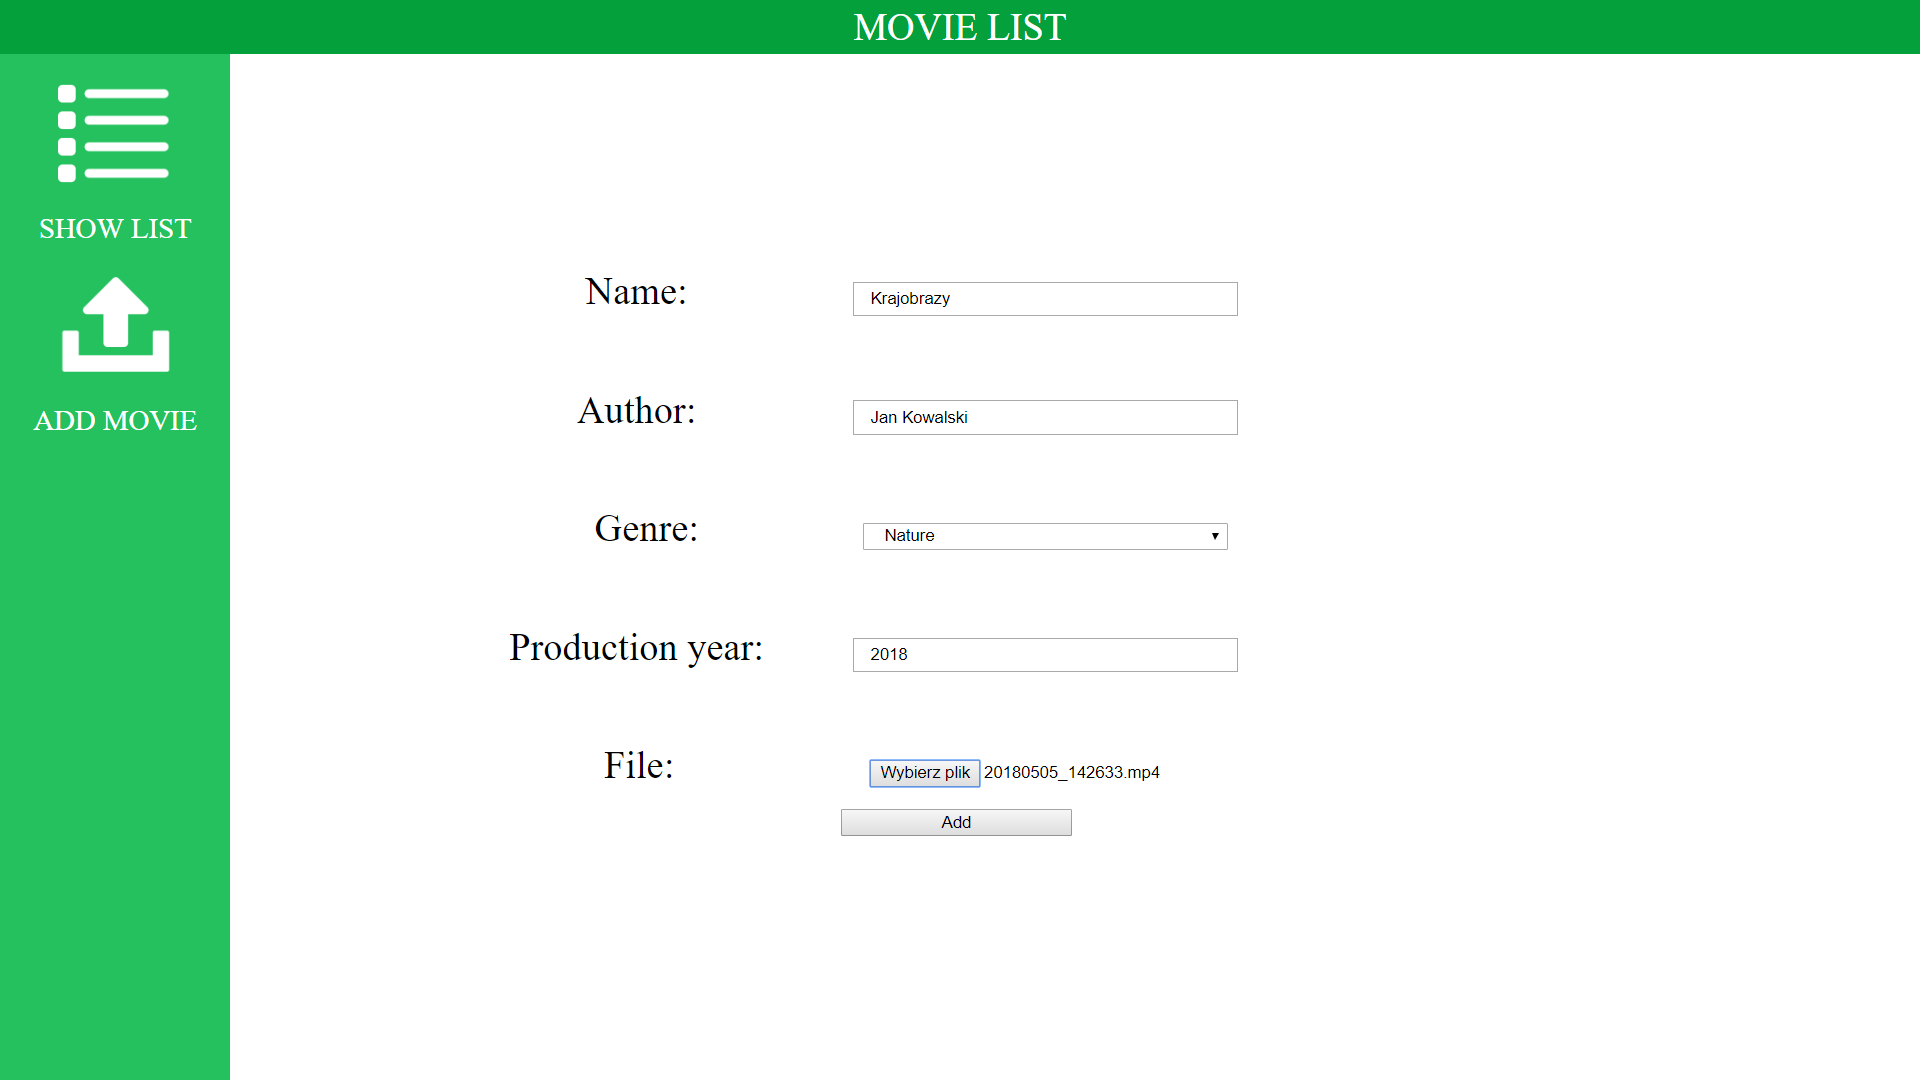 MOVIE LIST
SHOW LIST
ADD MOVIE
Name: Krajobrazy
Author: Jan Kowalski
Genre: Nature
Production year: 2018
File: Wybierz plik 20180505_142633.mp4
Add